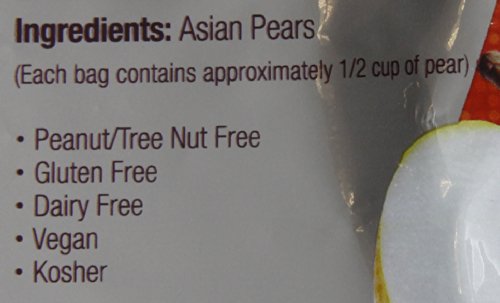 Ingredients: Asian Pears
(Each bag contains approximately 1/2 cup of pear)
• Peanut/Tree Nut Free
• Gluten Free
• Dairy Free
• Vegan
• Kosher